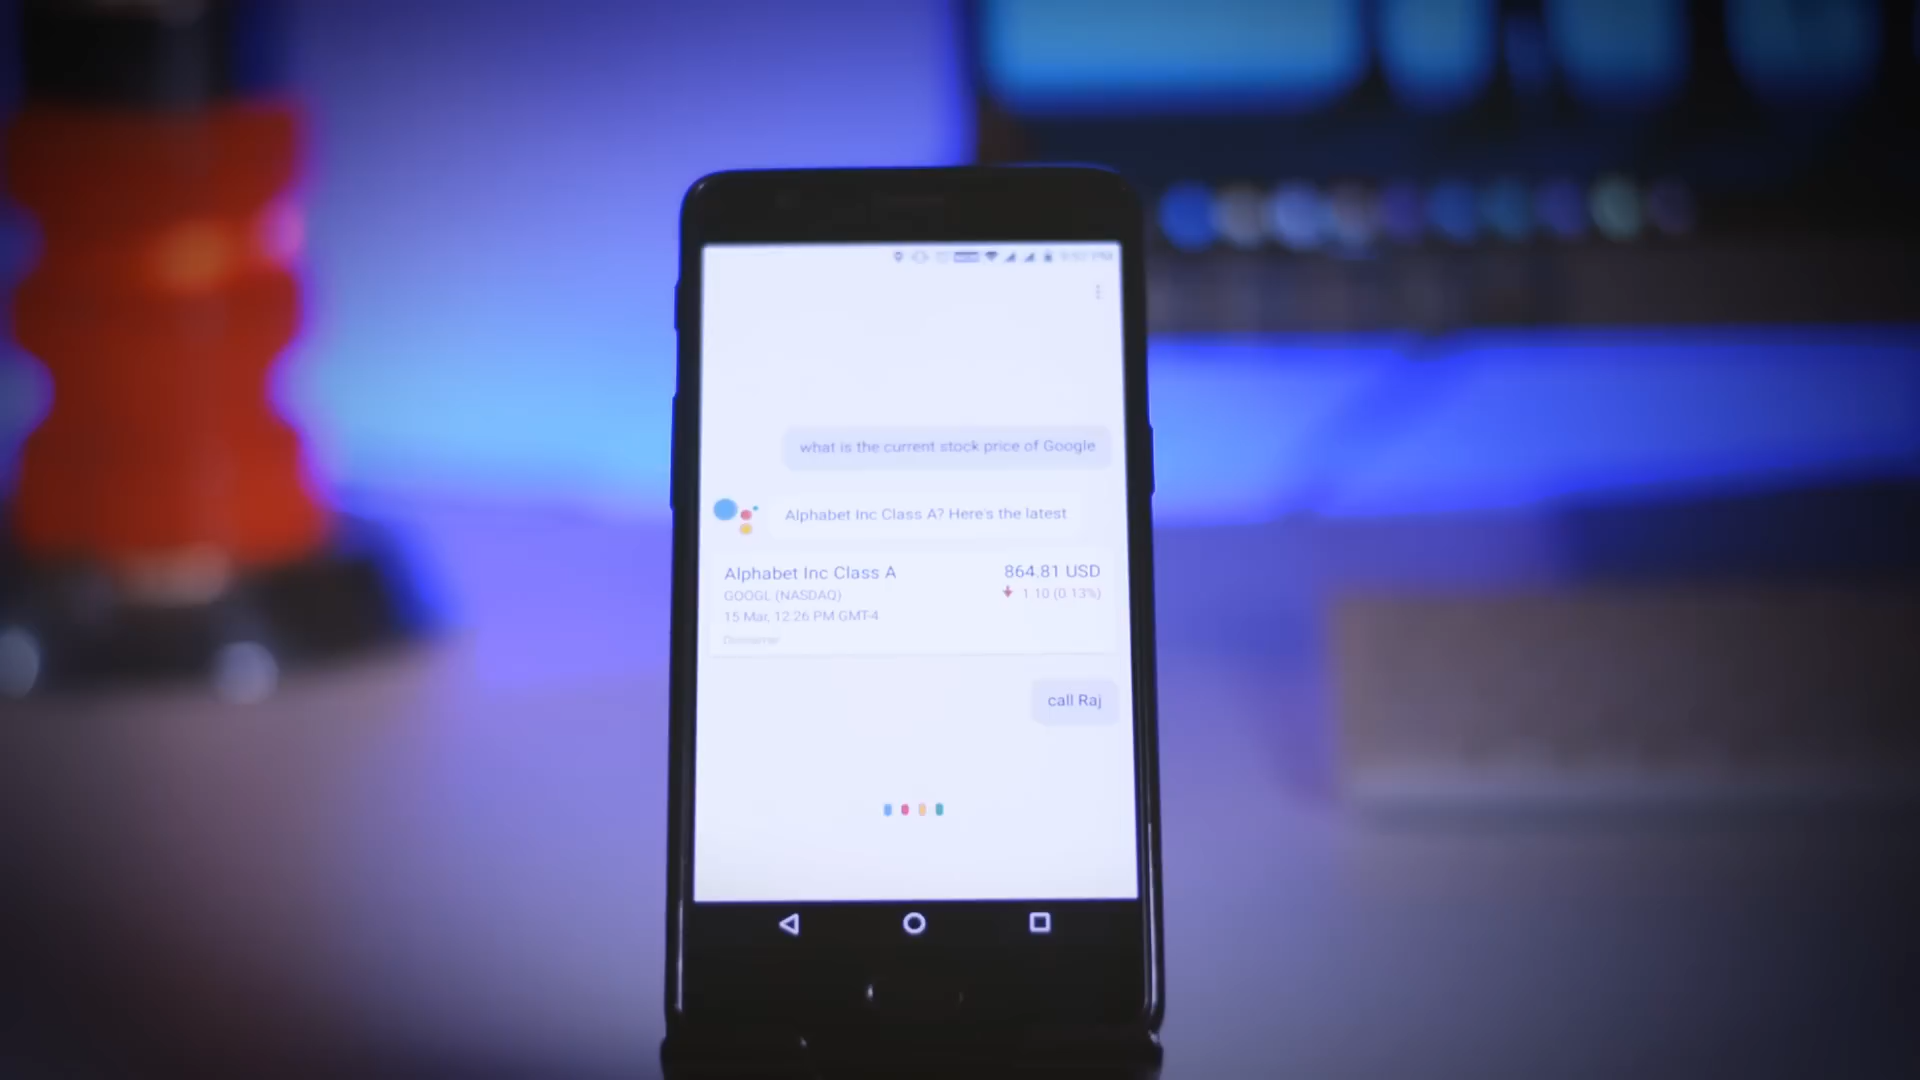 what is the current stock price of Google
Alphabet Inc Class A? Here's the latest
Alphabet Inc Class A
864.81 USD
GOOGL (NASDAQ)
1.10 (0.13%)
15 Mar, 12:26 PM GMT-4
Disclaimer
call Raj